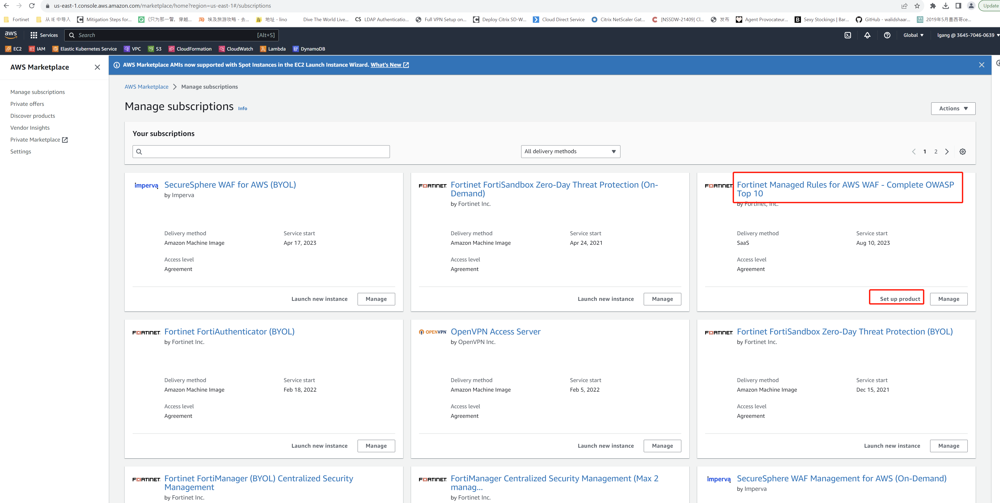 us-east-1.console.aws.amazon.com/marketplace/home?region=us-east-1#/subscriptions
Update
Fortinet
从 IE 中导入
Mitigation Steps for...
《只为那一瞥，穿越...
埃及旅游攻略 - 去...
地址 - lino
Dive The World Live...
CS LDAP Authenticatio...
Full VPN Setup on...
Deploy Citrix SD-W...
Cloud Direct Service
Citrix NetScaler Gat...
[NSSDW-21409] Cl...
发布
Agent Provocateur...
Sexy Stockings | Bar...
GitHub - walidshaar...
2019年5月墨西哥ce...
aws
Services
Search
[Alt+S]
Global
lgang @ 3645-7046-0639
EC2
IAM
Elastic Kubernetes Service
VPC
S3
CloudFormation
CloudWatch
Lambda
DynamoDB
AWS Marketplace
Manage subscriptions
Private offers
Discover products
Vendor Insights
Private Marketplace
Settings
AWS Marketplace AMIs now supported with Spot Instances in the EC2 Launch Instance Wizard. What's New
AWS Marketplace > Manage subscriptions
Manage subscriptions Info
Actions
Your subscriptions
All delivery methods
1 2
imperva
SecureSphere WAF for AWS (BYOL)
by Imperva
Delivery method
Service start
Amazon Machine Image
Apr 17, 2023
Access level
Agreement
Launch new instance
Manage
FORTINET
Fortinet FortiSandbox Zero-Day Threat Protection (On-
Demand)
by Fortinet Inc.
Delivery method
Service start
Amazon Machine Image
Apr 24, 2021
Access level
Agreement
Launch new instance
Manage
FORTINET
Fortinet Managed Rules for AWS WAF - Complete OWASP
Top 10
by Fortinet, Inc.
Delivery method
Service start
SaaS
Aug 10, 2023
Access level
Agreement
Set up product
Manage
FORTINET
Fortinet FortiAuthenticator (BYOL)
by Fortinet Inc.
Delivery method
Service start
Amazon Machine Image
Feb 18, 2022
Access level
Agreement
Launch new instance
Manage
OPENVPN
OpenVPN Access Server
by OpenVPN Inc.
Delivery method
Service start
Amazon Machine Image
Feb 5, 2022
Access level
Agreement
Launch new instance
Manage
FORTINET
Fortinet FortiSandbox Zero-Day Threat Protection (BYOL)
by Fortinet Inc.
Delivery method
Service start
Amazon Machine Image
Dec 15, 2021
Access level
Agreement
Launch new instance
Manage
FORTINET
Fortinet FortiManager (BYOL) Centralized Security
Management
by Fortinet Inc.
FORTINET
FortiManager Centralized Security Management (Max 2
manag...
by Fortinet Inc.
imperva
SecureSphere WAF Management for AWS (On-Demand)
by Imperva